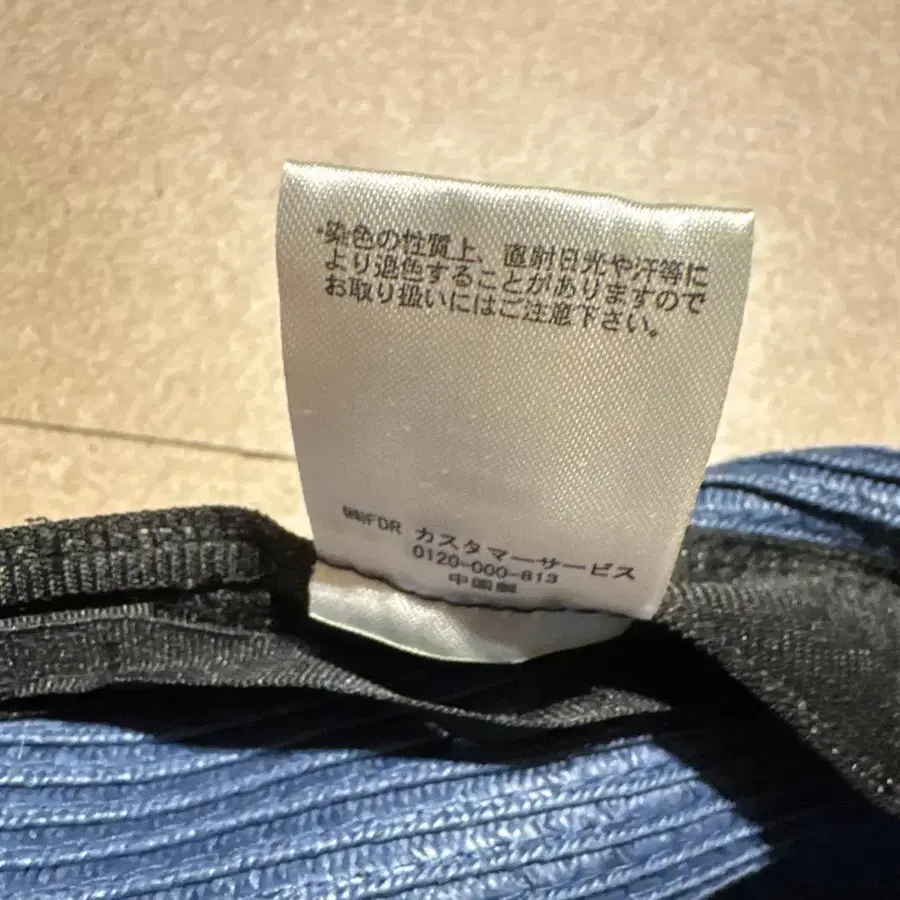 ・染色の性質上、直射日光や汗等に
より退色することがありますので
お取り扱いにはご注意下さい。
㈱FDR カスタマーサービス
0120-000-813
中国製